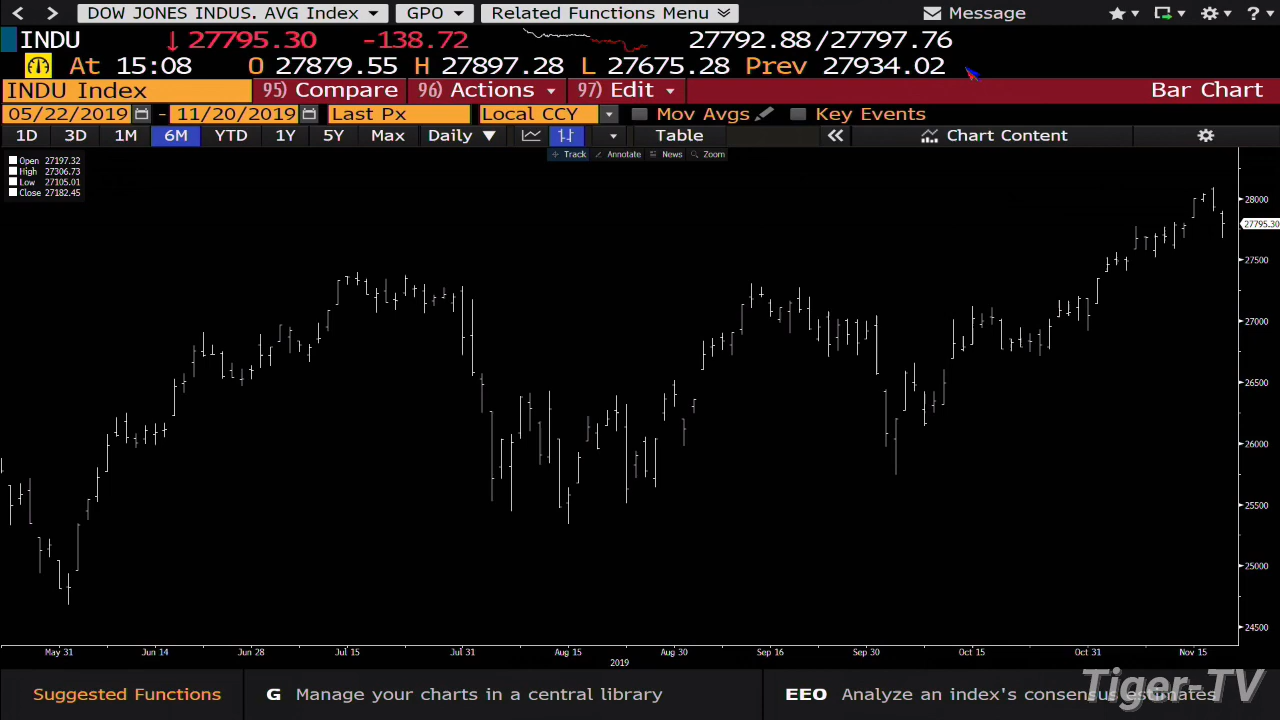 DOW JONES INDUS. AVG Index GPO Related Functions Menu Message ?
INDU 27795.30 -138.72 27792.88/27797.76
At 15:08 O 27879.55 H 27897.28 L 27675.28 Prev 27934.02
INDU Index 95) Compare 96) Actions 97) Edit Bar Chart
05/22/2019 - 11/20/2019 Last Px Local CCY Mov Avgs Key Events
1D 3D 1M 6M YTD 1Y 5Y Max Daily Table Chart Content
Track Annotate News Zoom
Open 27197.32
High 27306.73
Low 27105.01
Close 27182.45
28000
27795.30
27500
27000
26500
26000
25500
25000
24500
May 31 Jun 14 Jun 28 Jul 15 Jul 31 Aug 15 Aug 30 Sep 16 Sep 30 Oct 15 Oct 31 Nov 15
2019
Suggested Functions G Manage your charts in a central library EEO Analyze an index's consensus estimates
Tiger-TV